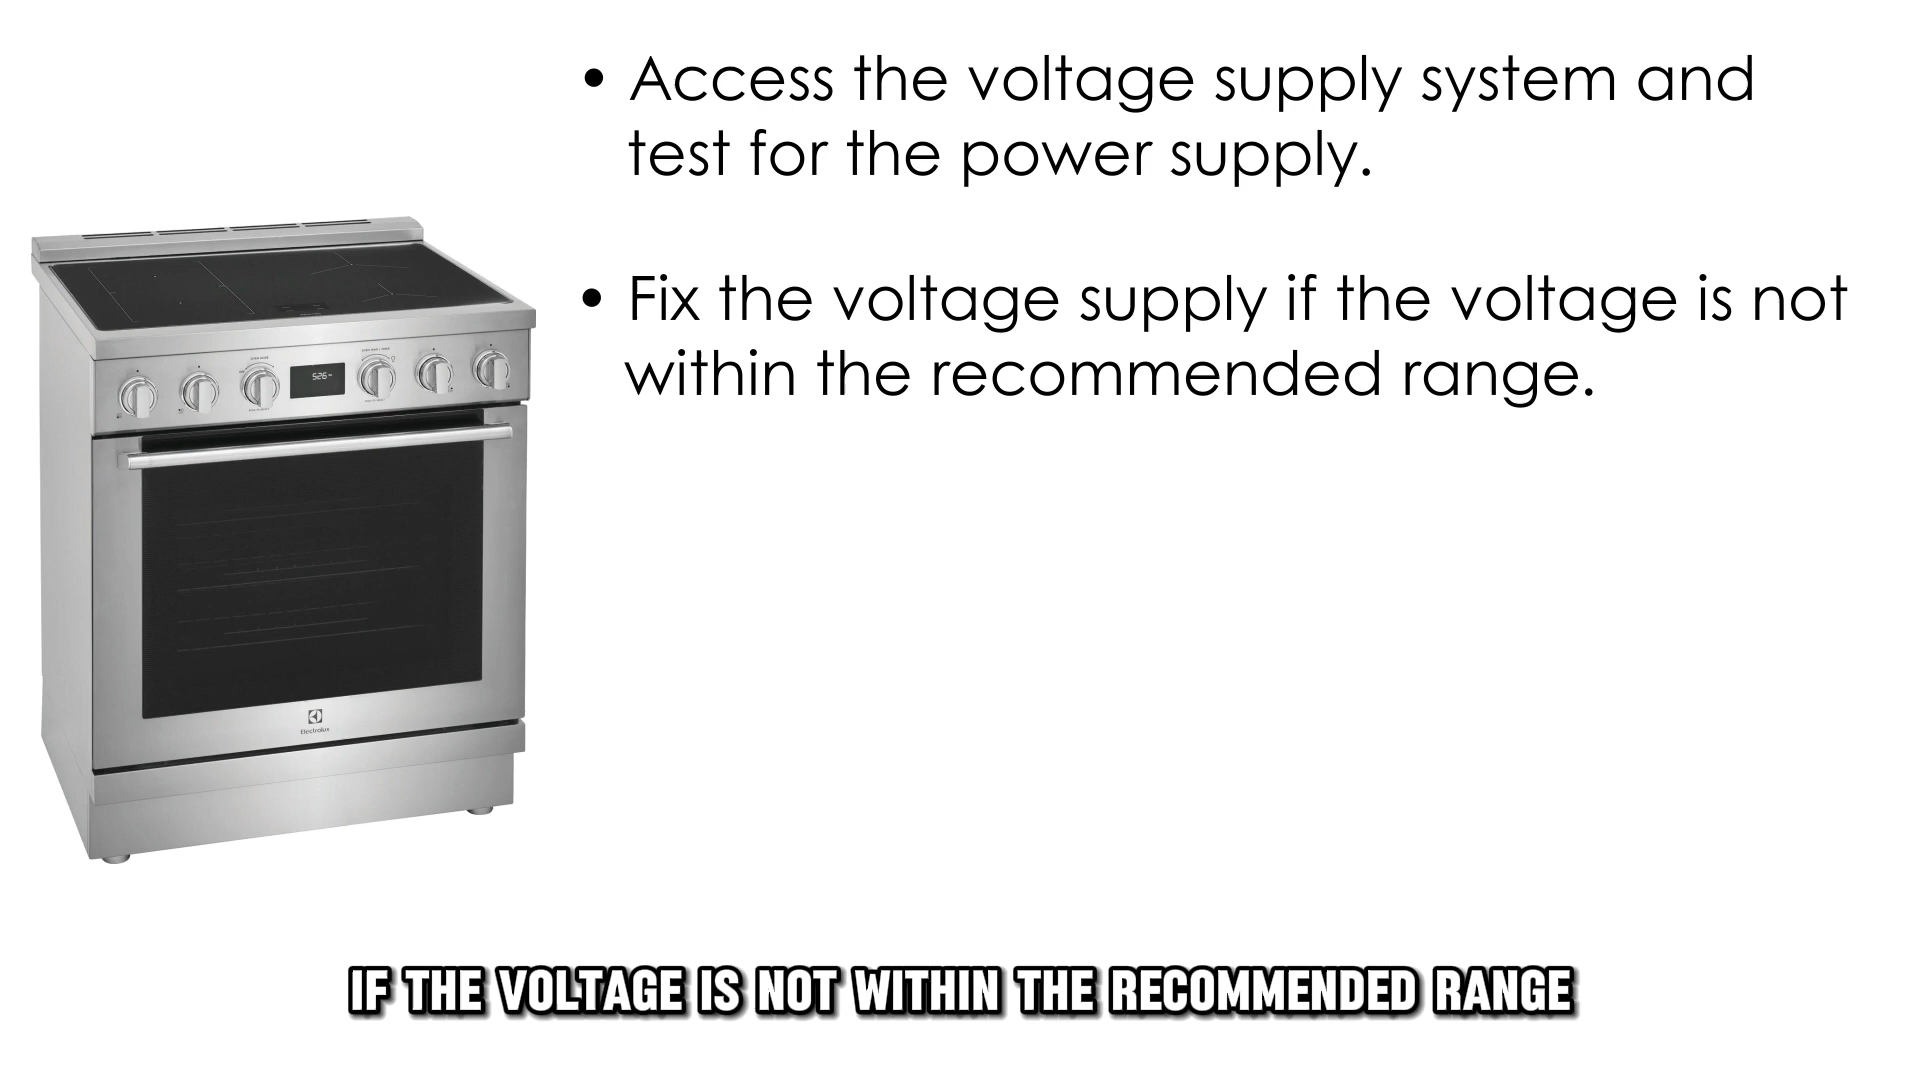 • Access the voltage supply system and
test for the power supply.
• Fix the voltage supply if the voltage is not
within the recommended range.
Electrolux
IF THE VOLTAGE IS NOT WITHIN THE RECOMMENDED RANGE